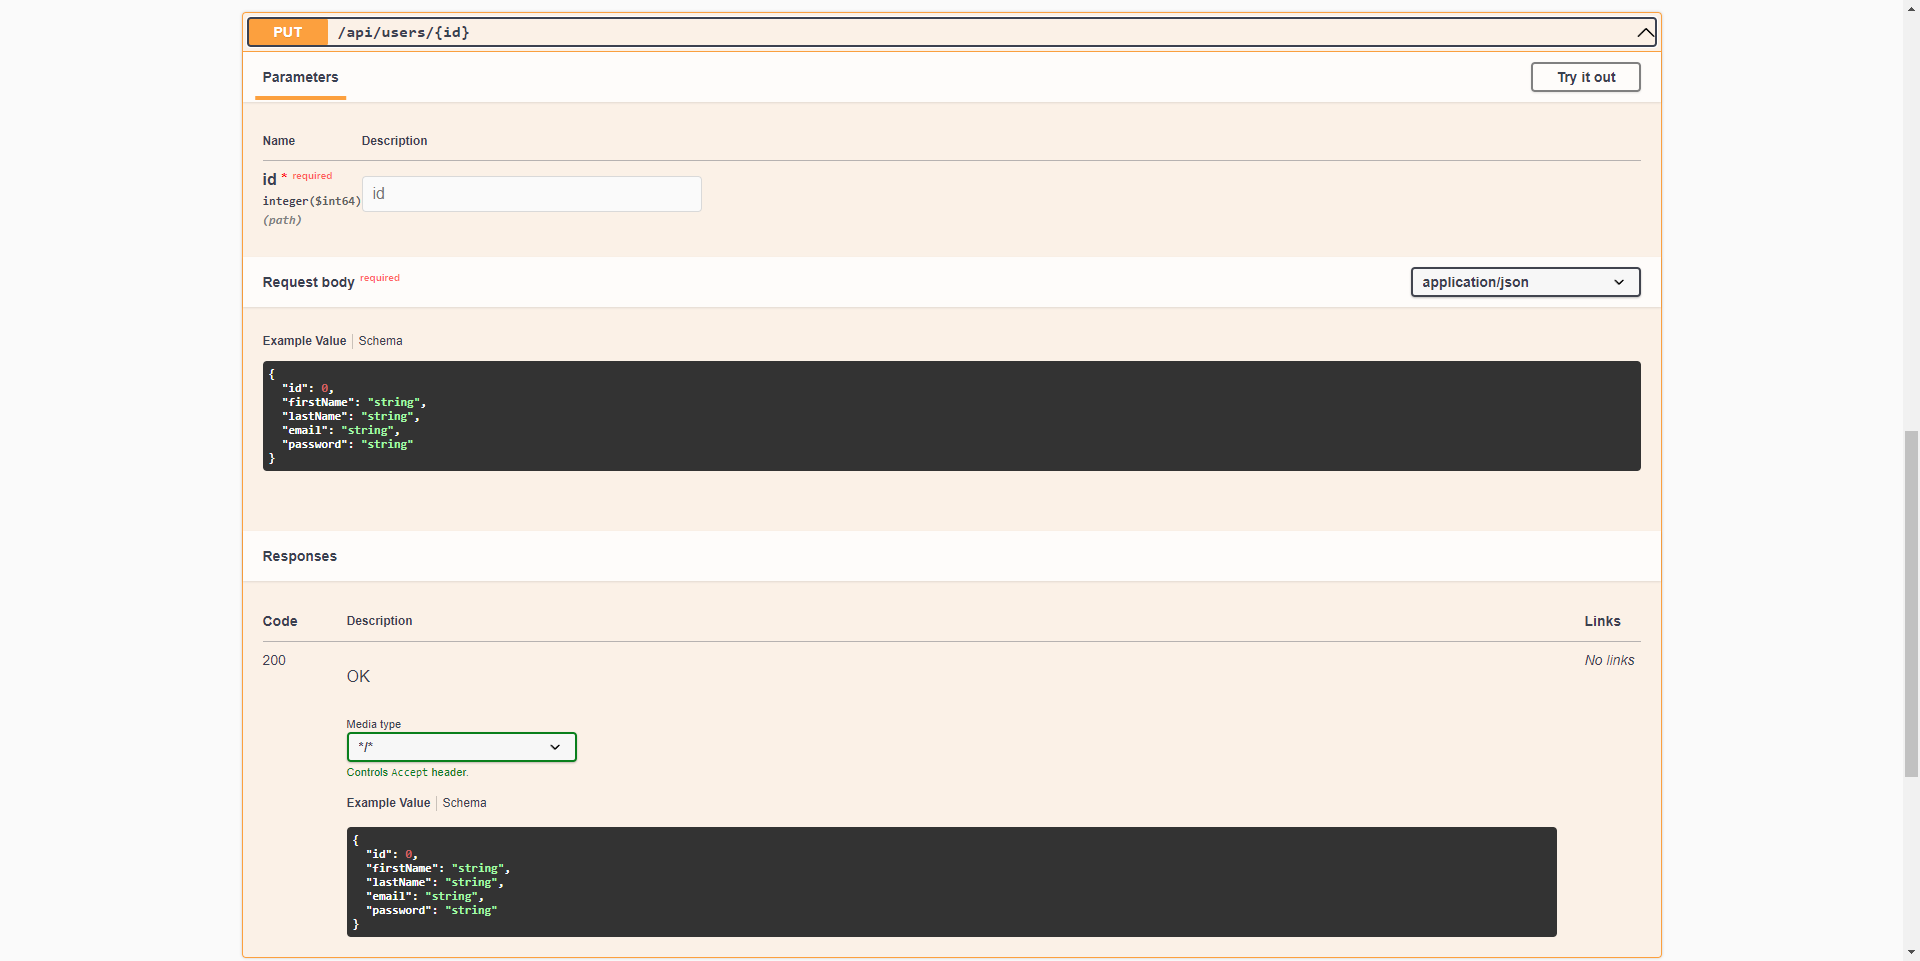 PUT /api/users/{id}
Parameters
Try it out
Name Description
id * required
integer($int64)
(path)
id
Request body required
application/json
Example Value Schema
{
  "id": 0,
  "firstName": "string",
  "lastName": "string",
  "email": "string",
  "password": "string"
}
Responses
Code Description Links
200
OK
No links
Media type
*/*
Controls Accept header.
Example Value Schema
{
  "id": 0,
  "firstName": "string",
  "lastName": "string",
  "email": "string",
  "password": "string"
}